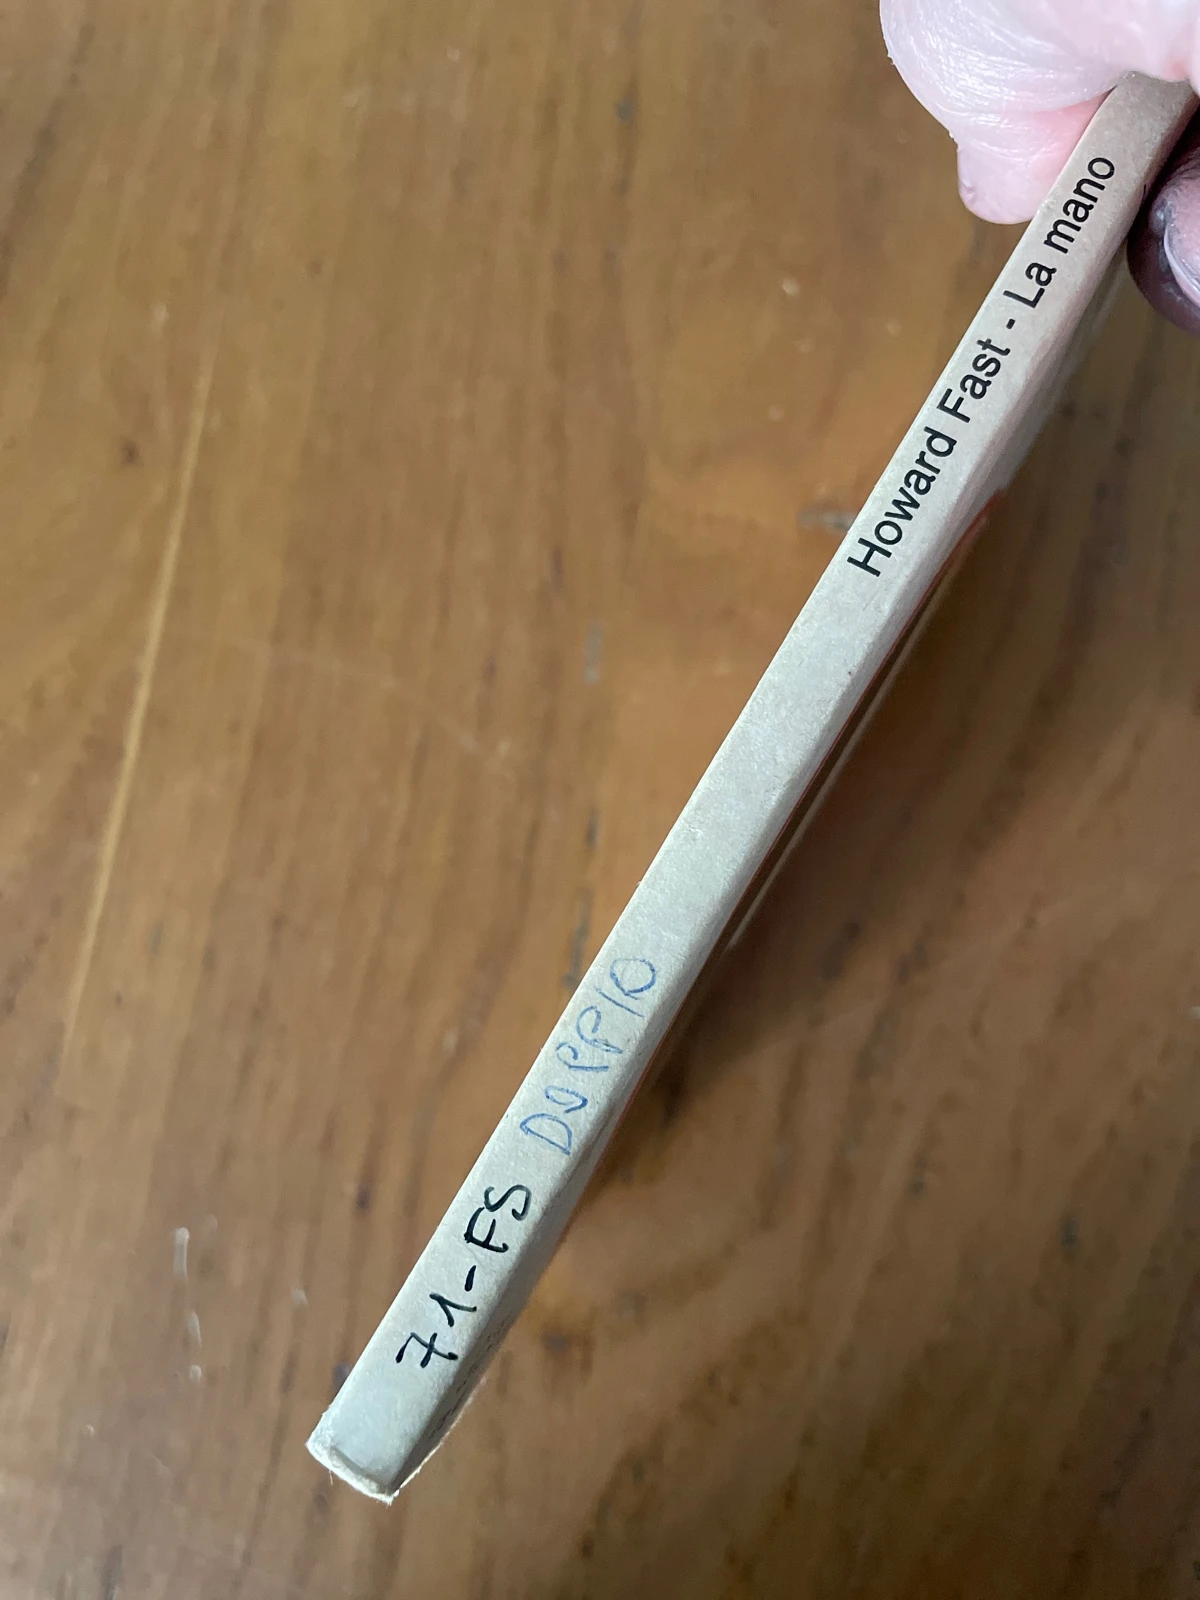 Howard Fast - La mano
71-FS DOPPIO